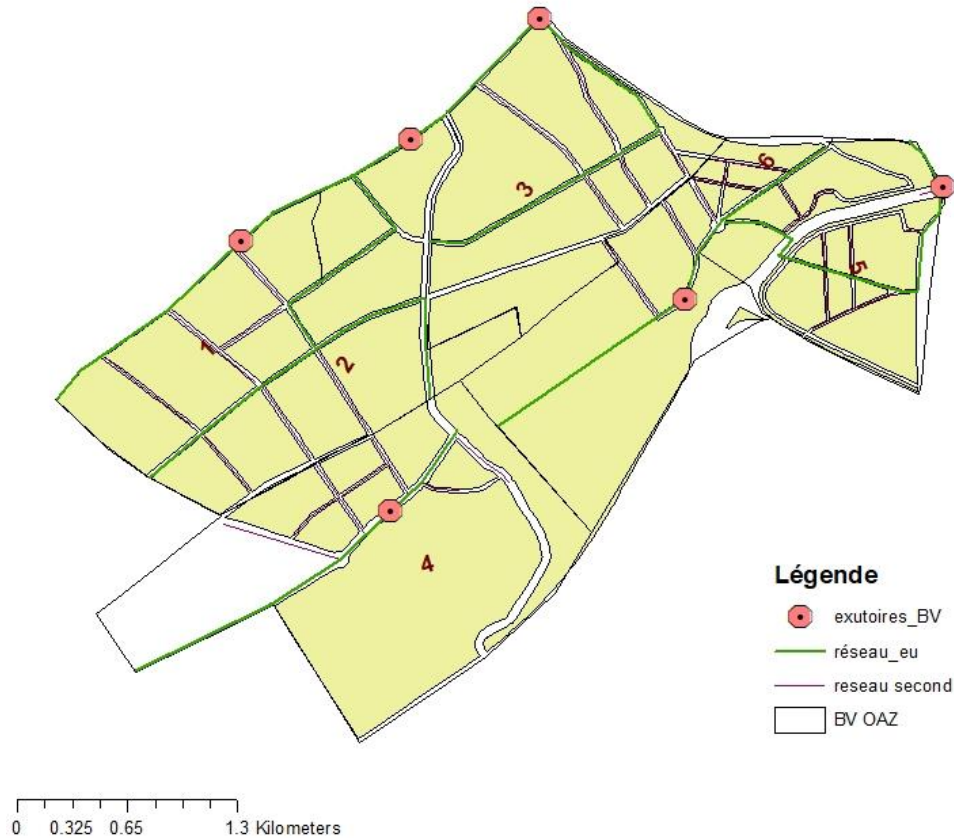 6
3
5
1
2
4
Légende
exutoires_BV
réseau_eu
reseau second
BV OAZ
0 0.325 0.65 1.3 Kilometers